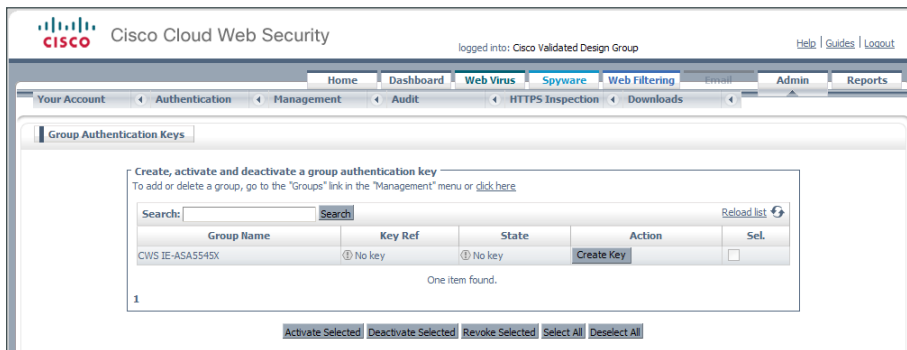 CISCO Cisco Cloud Web Security
logged into: Cisco Validated Design Group
Help | Guides | Logout
Home Dashboard Web Virus Spyware Web Filtering Email Admin Reports
Your Account Authentication Management Audit HTTPS Inspection Downloads
Group Authentication Keys
Create, activate and deactivate a group authentication key
To add or delete a group, go to the "Groups" link in the "Management" menu or click here
Search: Search Reload list
Group Name Key Ref State Action Sel.
CWS IE-ASA5545X No key No key Create Key
One item found.
1
Activate Selected Deactivate Selected Revoke Selected Select All Deselect All